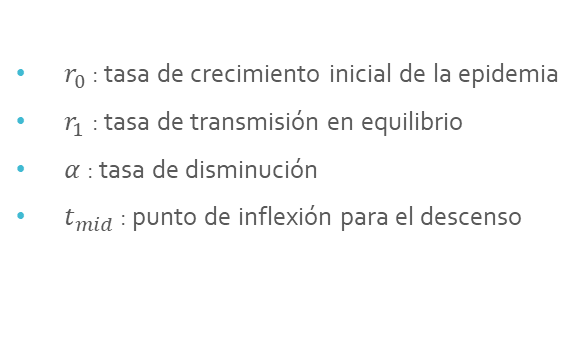 • r₀ : tasa de crecimiento inicial de la epidemia
• r₁ : tasa de transmisión en equilibrio
• α : tasa de disminución
• t_mid : punto de inflexión para el descenso